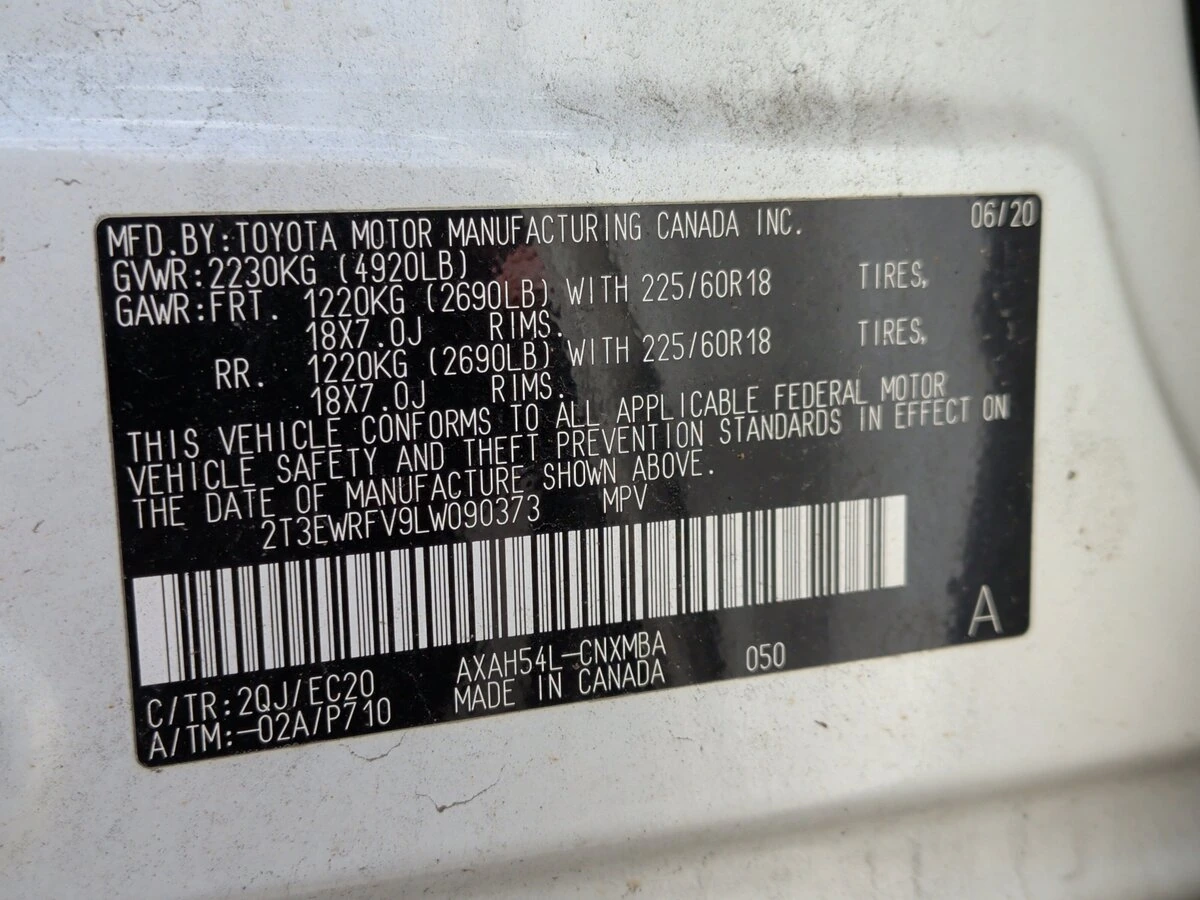 MFD.BY:TOYOTA MOTOR MANUFACTURING CANADA INC. 06/20
GVWR:2230KG (4920LB)
GAWR:FRT. 1220KG (2690LB) WITH 225/60R18 TIRES,
18X7.0J RIMS.
RR. 1220KG (2690LB) WITH 225/60R18 TIRES,
18X7.0J RIMS.
THIS VEHICLE CONFORMS TO ALL APPLICABLE FEDERAL MOTOR
VEHICLE SAFETY AND THEFT PREVENTION STANDARDS IN EFFECT ON
THE DATE OF MANUFACTURE SHOWN ABOVE.
2T3EWRFV9LW090373 MPV
A
C/TR:2QJ/EC20 AXAH54L-CNXMBA 050
A/TM:-02A/P710 MADE IN CANADA